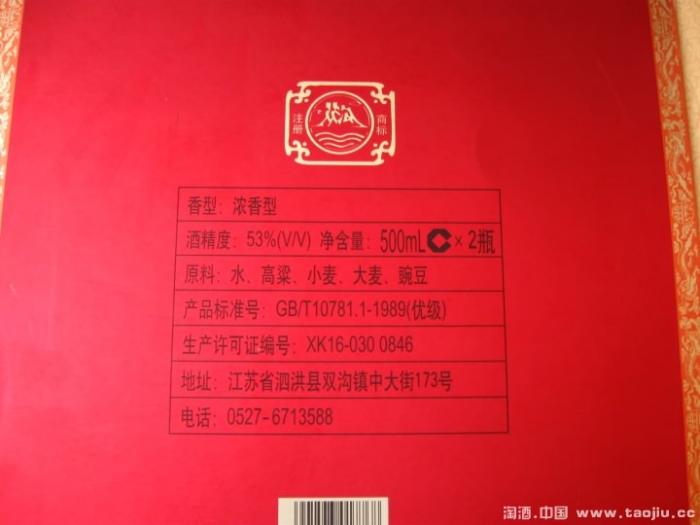 注册 商标
香型：浓香型
酒精度：53%(V/V) 净含量：500mL C × 2瓶
原料：水、高粱、小麦、大麦、豌豆
产品标准号：GB/T10781.1-1989(优级)
生产许可证编号：XK16-030 0846
地址：江苏省泗洪县双沟镇中大街173号
电话：0527-6713588
淘酒.中国 www.taojiu.cc